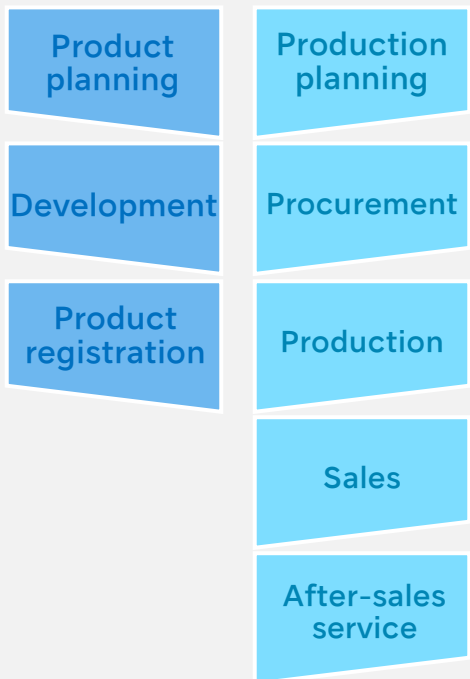 Product
planning
Development
Product
registration
Production
planning
Procurement
Production
Sales
After-sales
service